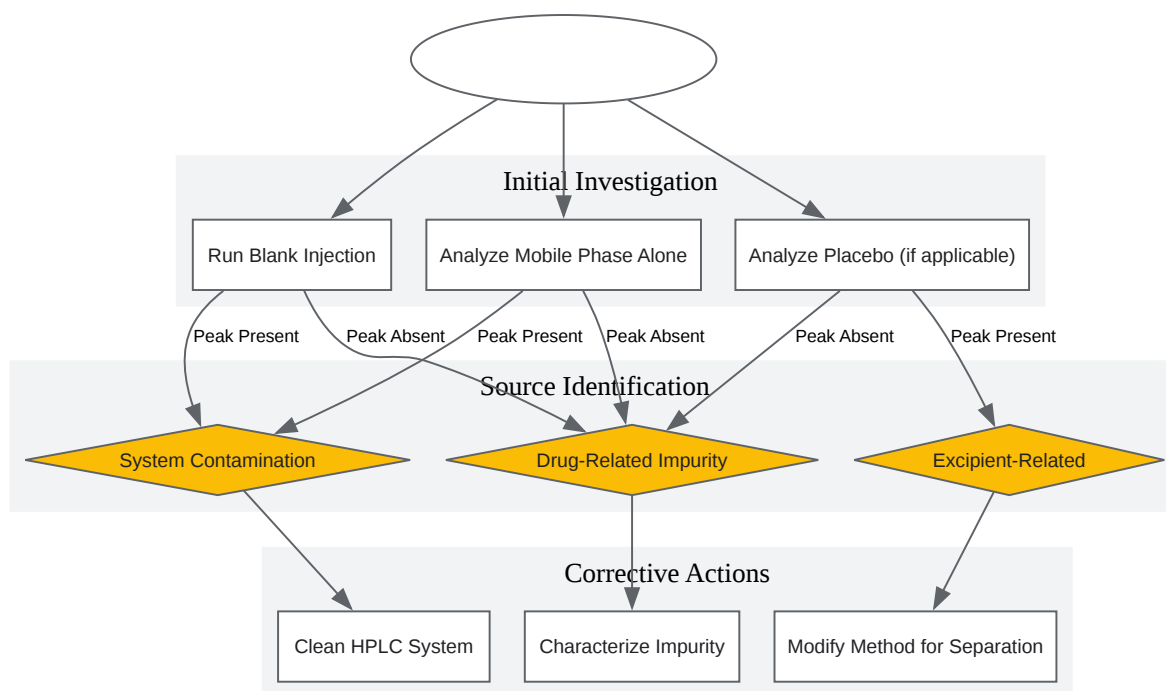 Initial Investigation
Run Blank Injection
Analyze Mobile Phase Alone
Analyze Placebo (if applicable)
Peak Present
Peak Absent
Peak Present
Peak Absent
Peak Absent
Peak Present
Source Identification
System Contamination
Drug-Related Impurity
Excipient-Related
Corrective Actions
Clean HPLC System
Characterize Impurity
Modify Method for Separation